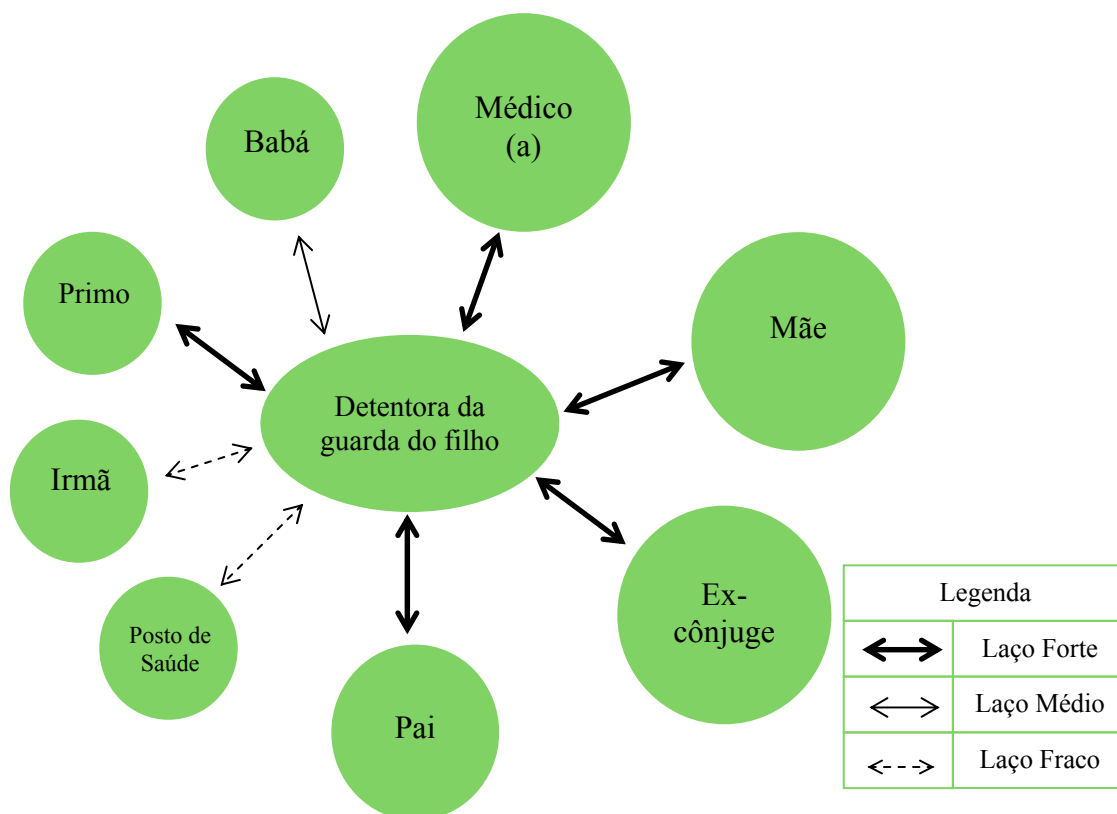 Médico
(a)
Babá
Primo
Mãe
Detentora da
guarda do filho
Irmã
Ex-
cônjuge
Posto de
Saúde
Pai
Legenda
Laço Forte
Laço Médio
Laço Fraco